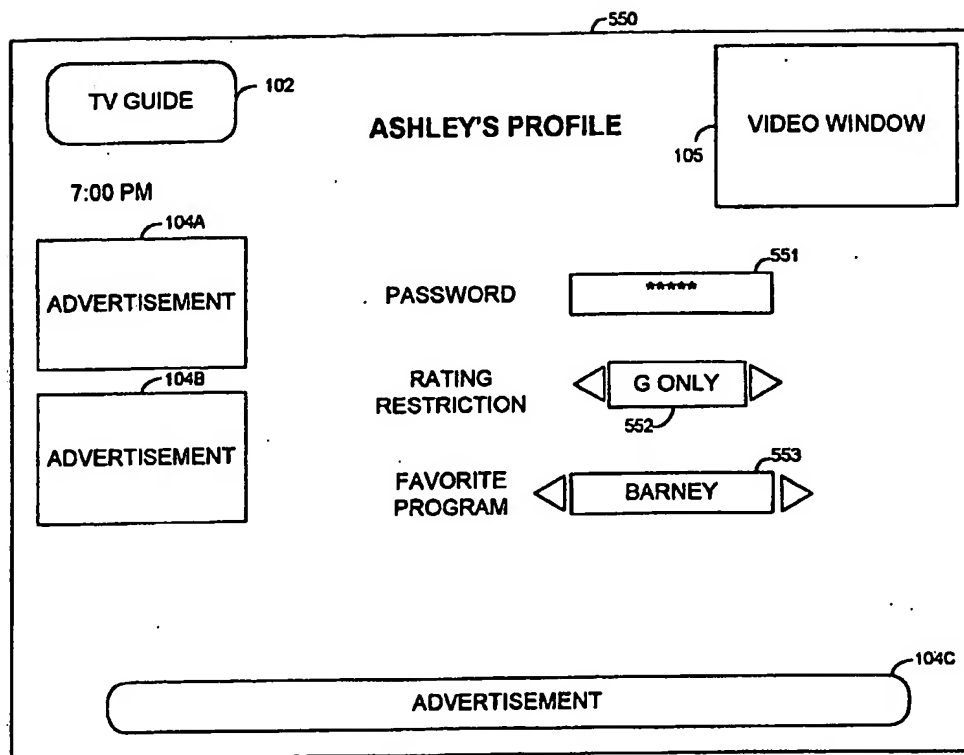 550
TV GUIDE
102
ASHLEY'S PROFILE
105
VIDEO WINDOW
7:00 PM
104A
ADVERTISEMENT
PASSWORD
551
*****
104B
ADVERTISEMENT
RATING
RESTRICTION
G ONLY
552
FAVORITE
PROGRAM
553
BARNEY
104C
ADVERTISEMENT